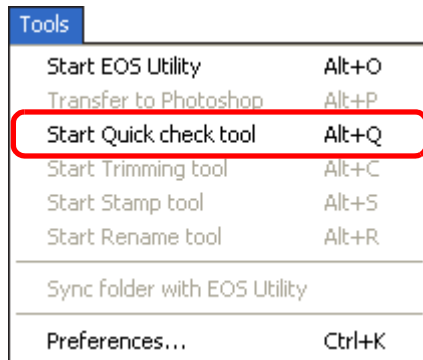 Tools
Start EOS Utility Alt+O
Transfer to Photoshop Alt+P
Start Quick check tool Alt+Q
Start Trimming tool Alt+C
Start Stamp tool Alt+S
Start Rename tool Alt+R
Sync folder with EOS Utility
Preferences... Ctrl+K